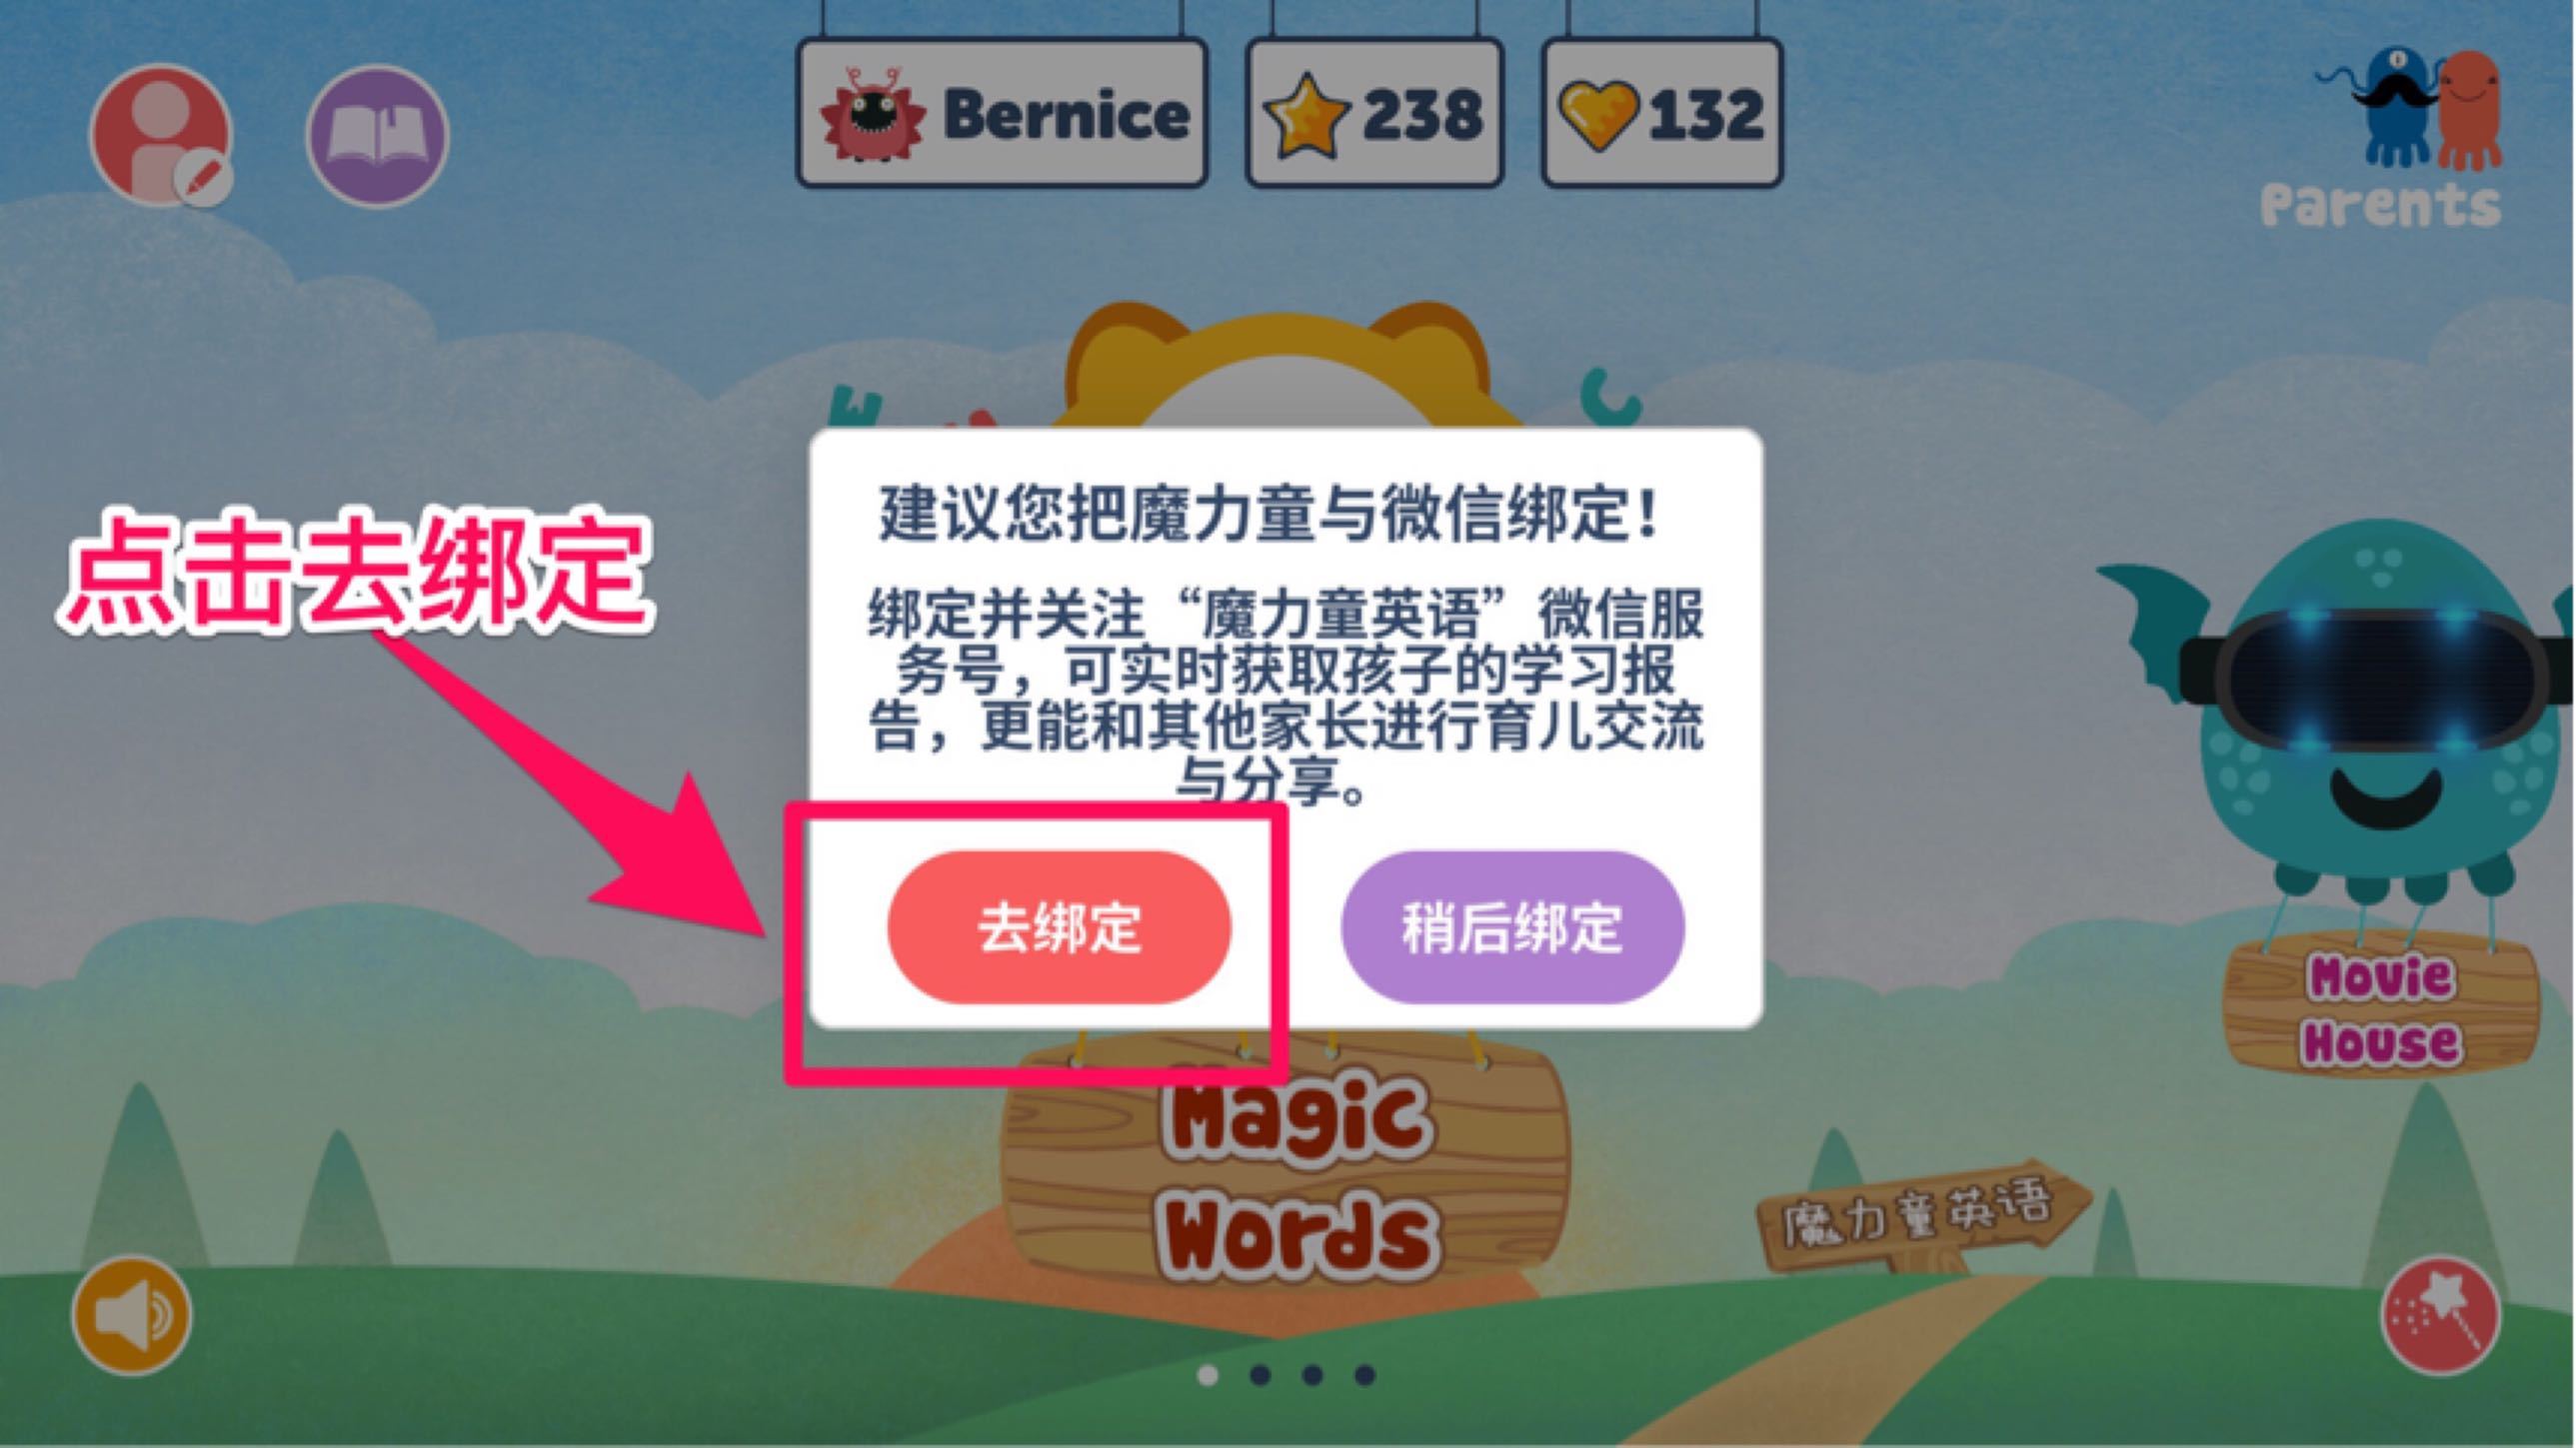 Bernice
238
132
Parents
E
C
点击去绑定
建议您把魔力童与微信绑定！
绑定并关注“魔力童英语”微信服
务号，可实时获取孩子的学习报
告，更能和其他家长进行育儿交流
与分享。
去绑定
稍后绑定
Movie
House
Magic
Words
魔力童英语